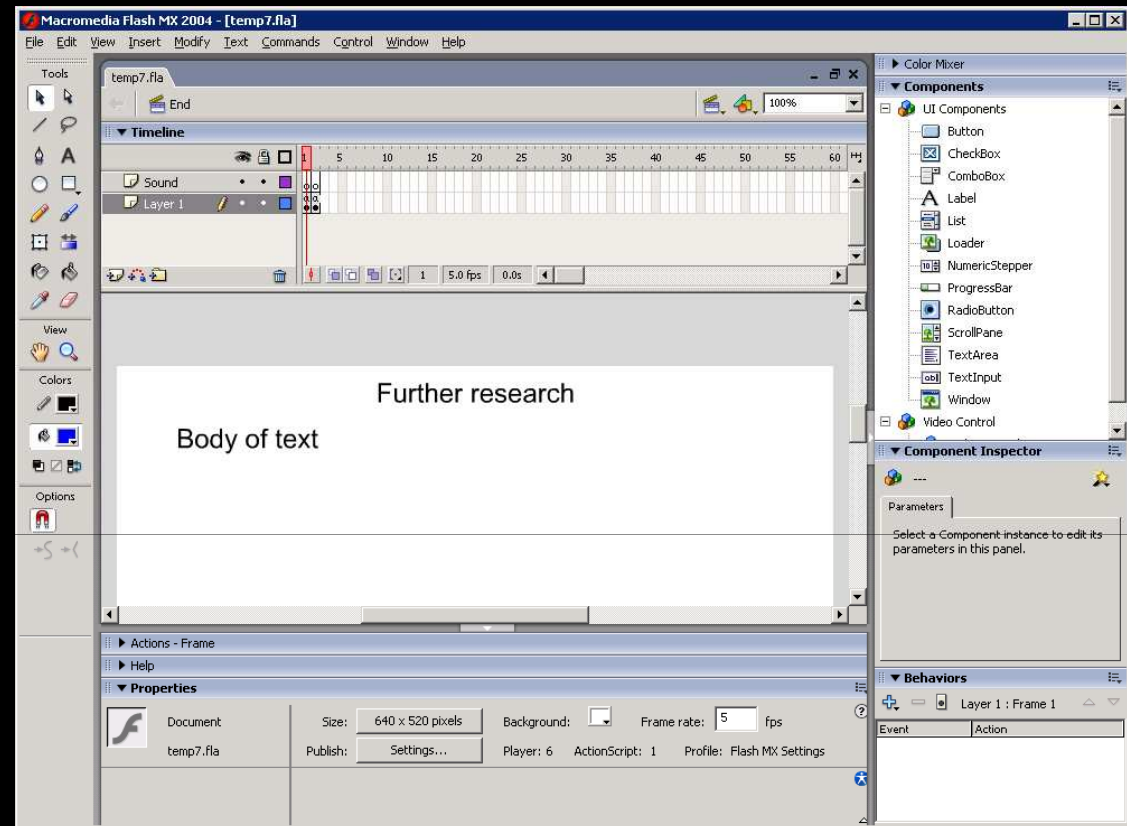 Macromedia Flash MX 2004 - [temp7.fla]
File Edit View Insert Modify Text Commands Control Window Help
Tools
View
Colors
Options
temp7.fla
End
100%
Timeline
1 5 10 15 20 25 30 35 40 45 50 55 60
Sound
Layer 1
1 5.0 fps 0.0s
Further research
Body of text
Actions - Frame
Help
Properties
Document
temp7.fla
Size: 640 x 520 pixels Background: Frame rate: 5 fps
Publish: Settings... Player: 6 ActionScript: 1 Profile: Flash MX Settings
Color Mixer
Components
UI Components
Button
CheckBox
ComboBox
Label
List
Loader
NumericStepper
ProgressBar
RadioButton
ScrollPane
TextArea
TextInput
Window
Video Control
Component Inspector
---
Parameters
Select a Component instance to edit its
parameters in this panel.
Behaviors
Layer 1 : Frame 1
Event Action